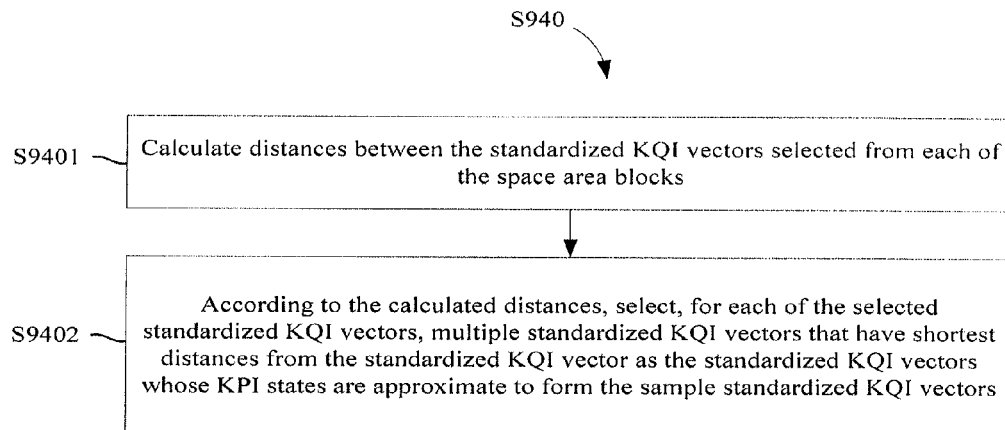 S940
S9401
Calculate distances between the standardized KQI vectors selected from each of
the space area blocks
S9402
According to the calculated distances, select, for each of the selected
standardized KQI vectors, multiple standardized KQI vectors that have shortest
distances from the standardized KQI vector as the standardized KQI vectors
whose KPI states are approximate to form the sample standardized KQI vectors